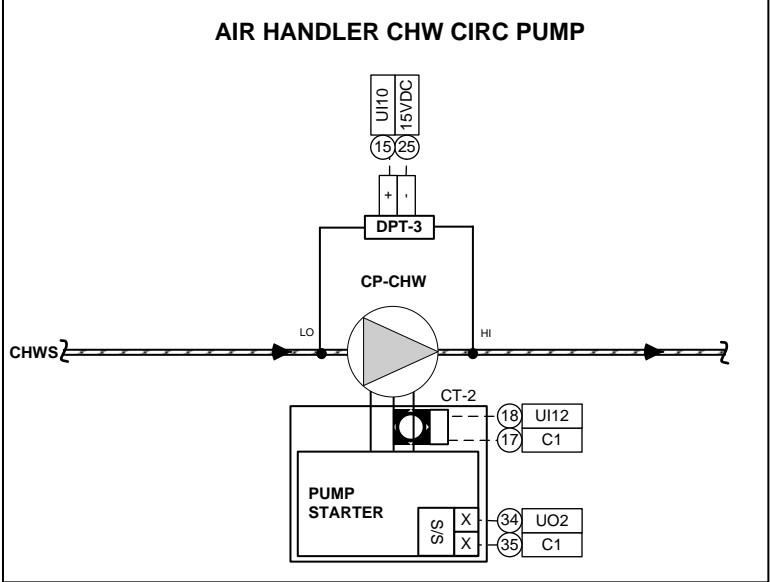 AIR HANDLER CHW CIRC PUMP
UI10
15VDC
15
25
+
-
DPT-3
CP-CHW
LO
HI
CHWS
CT-2
18
UI12
17
C1
PUMP
STARTER
S/S
X
34
UO2
X
35
C1